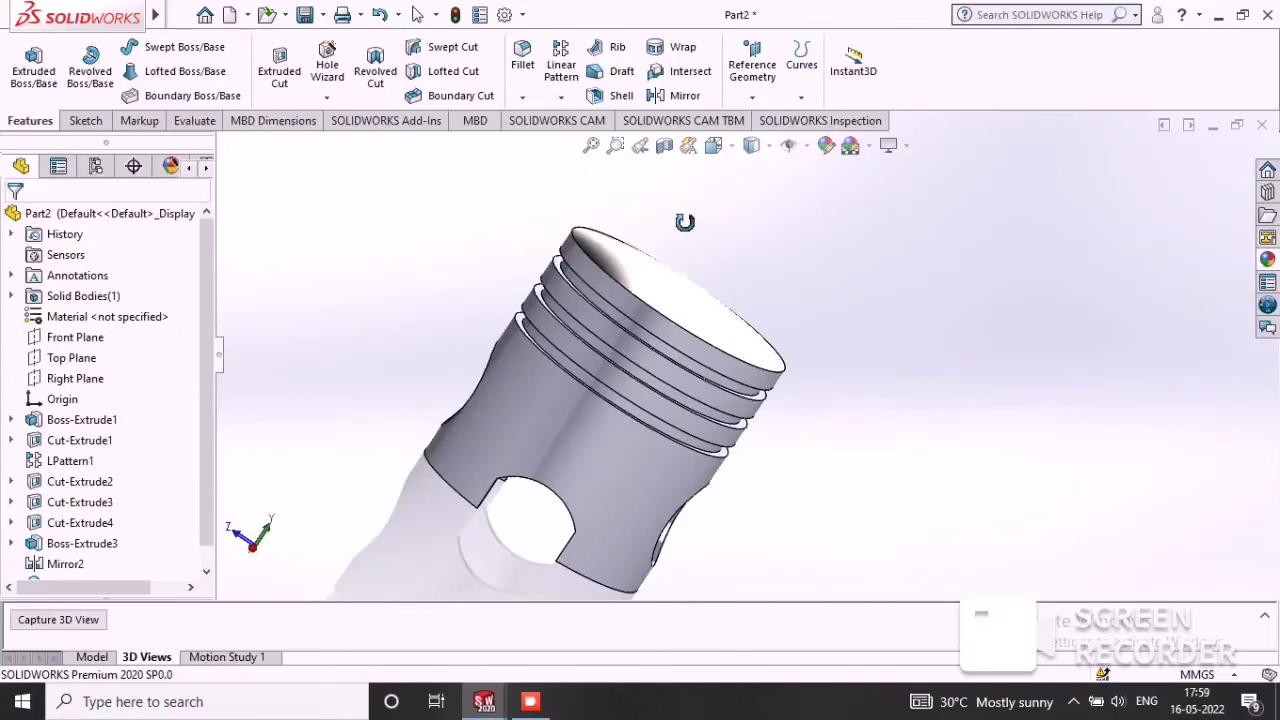 SOLIDWORKS
Part2 *
Search SOLIDWORKS Help
Extruded Boss/Base
Revolved Boss/Base
Swept Boss/Base
Lofted Boss/Base
Boundary Boss/Base
Extruded Cut
Hole Wizard
Revolved Cut
Swept Cut
Lofted Cut
Boundary Cut
Fillet
Linear Pattern
Rib
Draft
Shell
Wrap
Intersect
Mirror
Reference Geometry
Curves
Instant3D
Features
Sketch
Markup
Evaluate
MBD Dimensions
SOLIDWORKS Add-Ins
MBD
SOLIDWORKS CAM
SOLIDWORKS CAM TBM
SOLIDWORKS Inspection
Part2 (Default<<Default>_Display
History
Sensors
Annotations
Solid Bodies(1)
Material <not specified>
Front Plane
Top Plane
Right Plane
Origin
Boss-Extrude1
Cut-Extrude1
LPattern1
Cut-Extrude2
Cut-Extrude3
Cut-Extrude4
Boss-Extrude3
Mirror2
Z
Y
Capture 3D View
SCREEN
RECORDER
Model
3D Views
Motion Study 1
SOLIDWORKS Premium 2020 SP0.0
MMGS
Type here to search
SW
2020
30°C Mostly sunny
ENG
17:59
16-05-2022
9